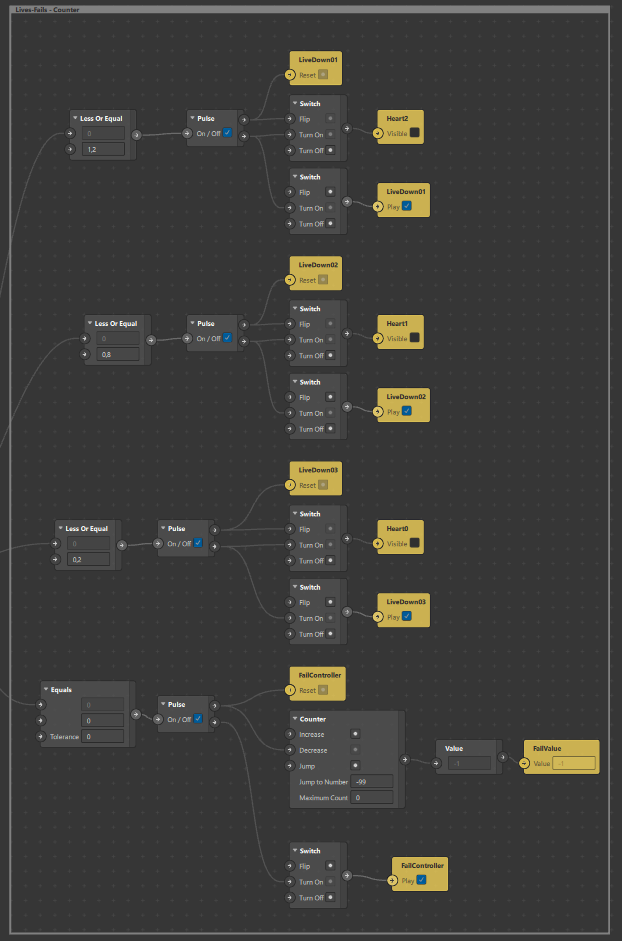 Lives-Fails - Counter
LiveDown01
Reset
Less Or Equal
0
1,2
Pulse
On / Off
Switch
Flip
Turn On
Turn Off
Heart2
Visible
Switch
Flip
Turn On
Turn Off
LiveDown01
Play
LiveDown02
Reset
Less Or Equal
0
0,8
Pulse
On / Off
Switch
Flip
Turn On
Turn Off
Heart1
Visible
Switch
Flip
Turn On
Turn Off
LiveDown02
Play
LiveDown03
Reset
Less Or Equal
0
0,2
Pulse
On / Off
Switch
Flip
Turn On
Turn Off
Heart0
Visible
Switch
Flip
Turn On
Turn Off
LiveDown03
Play
FailController
Reset
Equals
0
0
Tolerance 0
Pulse
On / Off
Counter
Increase
Decrease
Jump
Jump to Number -99
Maximum Count 0
Value
-1
FailValue
Value -1
Switch
Flip
Turn On
Turn Off
FailController
Play